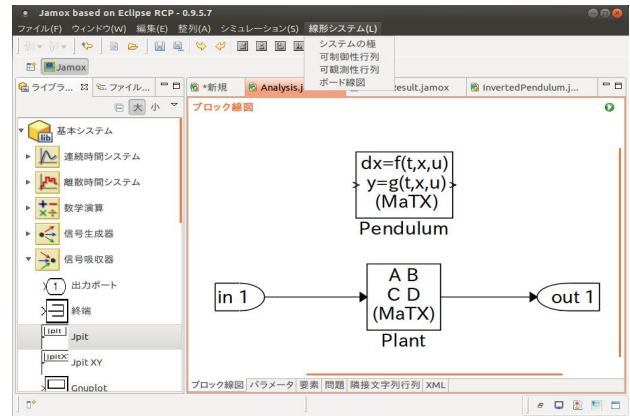 Jamox based on Eclipse RCP - 0.9.5.7
ファイル(F) ウィンドウ(W) 編集(E) 整列(A) シミュレーション(S) 線形システム(L)
システムの極
可制御性行列
可観測性行列
ボード線図
Jamox
ライブラ... ファイル...
*新規 Analysis.j esult.jamox InvertedPendulum.j...
大 小
ブロック線図
基本システム
連続時間システム
離散時間システム
数学演算
信号生成器
信号吸収器
1 出力ポート
終端
Jpit Jpit
JpitX Jpit XY
Gnuplot
dx=f(t,x,u)
y=g(t,x,u)
(MaTX)
Pendulum
in 1
A B
C D
(MaTX)
Plant
out 1
ブロック線図 パラメータ 要素 問題 隣接文字列行列 XML